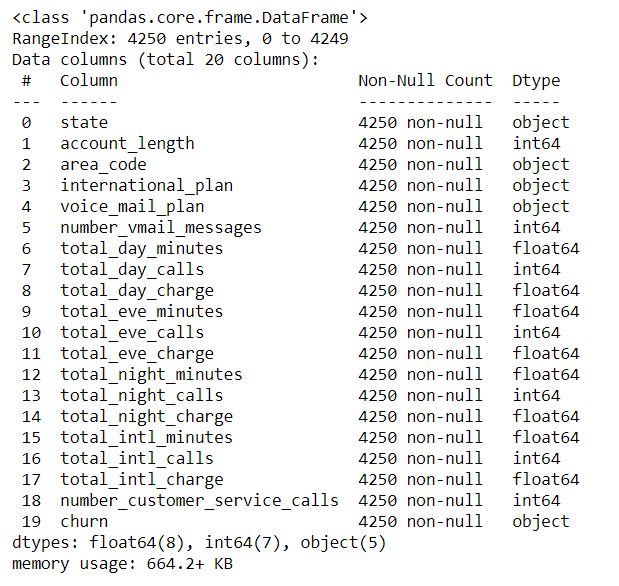 <class 'pandas.core.frame.DataFrame'>
RangeIndex: 4250 entries, 0 to 4249
Data columns (total 20 columns):
 #   Column                         Non-Null Count  Dtype
---  ------                         --------------  -----
 0   state                          4250 non-null   object
 1   account_length                 4250 non-null   int64
 2   area_code                      4250 non-null   object
 3   international_plan             4250 non-null   object
 4   voice_mail_plan                4250 non-null   object
 5   number_vmail_messages          4250 non-null   int64
 6   total_day_minutes              4250 non-null   float64
 7   total_day_calls                4250 non-null   int64
 8   total_day_charge               4250 non-null   float64
 9   total_eve_minutes              4250 non-null   float64
 10  total_eve_calls                4250 non-null   int64
 11  total_eve_charge               4250 non-null   float64
 12  total_night_minutes            4250 non-null   float64
 13  total_night_calls              4250 non-null   int64
 14  total_night_charge             4250 non-null   float64
 15  total_intl_minutes             4250 non-null   float64
 16  total_intl_calls               4250 non-null   int64
 17  total_intl_charge              4250 non-null   float64
 18  number_customer_service_calls  4250 non-null   int64
 19  churn                          4250 non-null   object
dtypes: float64(8), int64(7), object(5)
memory usage: 664.2+ KB